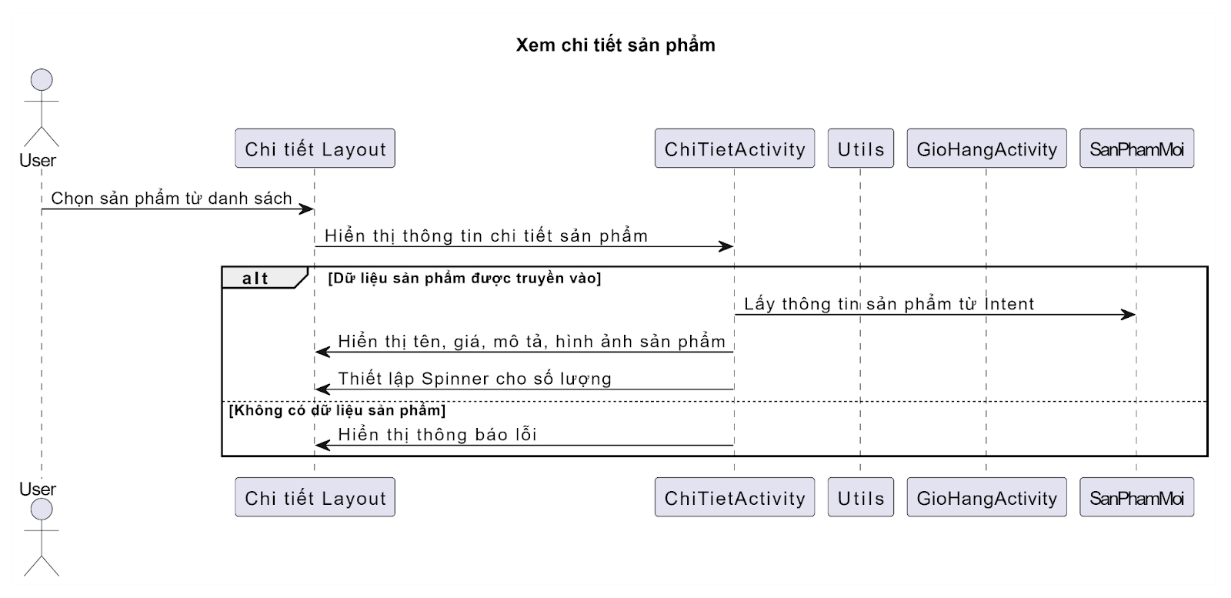 Xem chi tiết sản phẩm
User
Chi tiết Layout
ChiTietActivity
Utils
GioHangActivity
SanPhamMoi
Chọn sản phẩm từ danh sách
Hiển thị thông tin chi tiết sản phẩm
alt
[Dữ liệu sản phẩm được truyền vào]
Lấy thông tin sản phẩm từ Intent
Hiển thị tên, giá, mô tả, hình ảnh sản phẩm
Thiết lập Spinner cho số lượng
[Không có dữ liệu sản phẩm]
Hiển thị thông báo lỗi
User
Chi tiết Layout
ChiTietActivity
Utils
GioHangActivity
SanPhamMoi